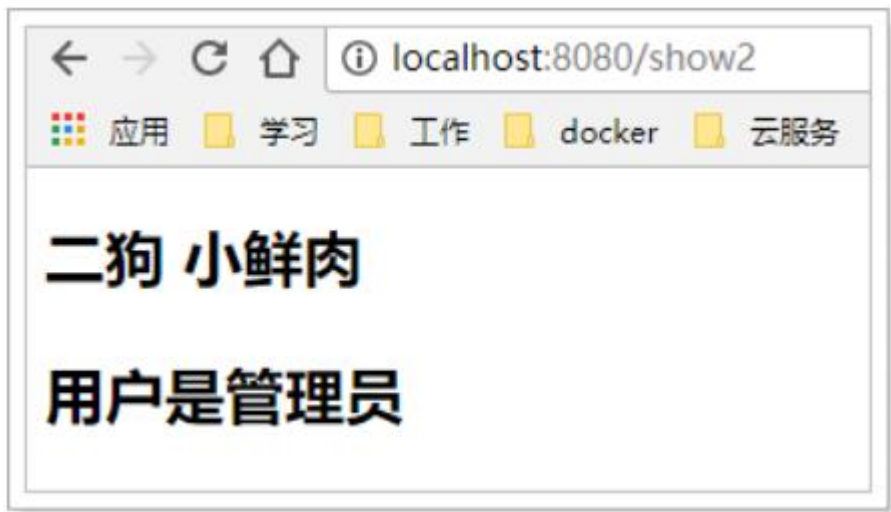 localhost:8080/show2
应用 学习 工作 docker 云服务
二狗 小鲜肉
用户是管理员